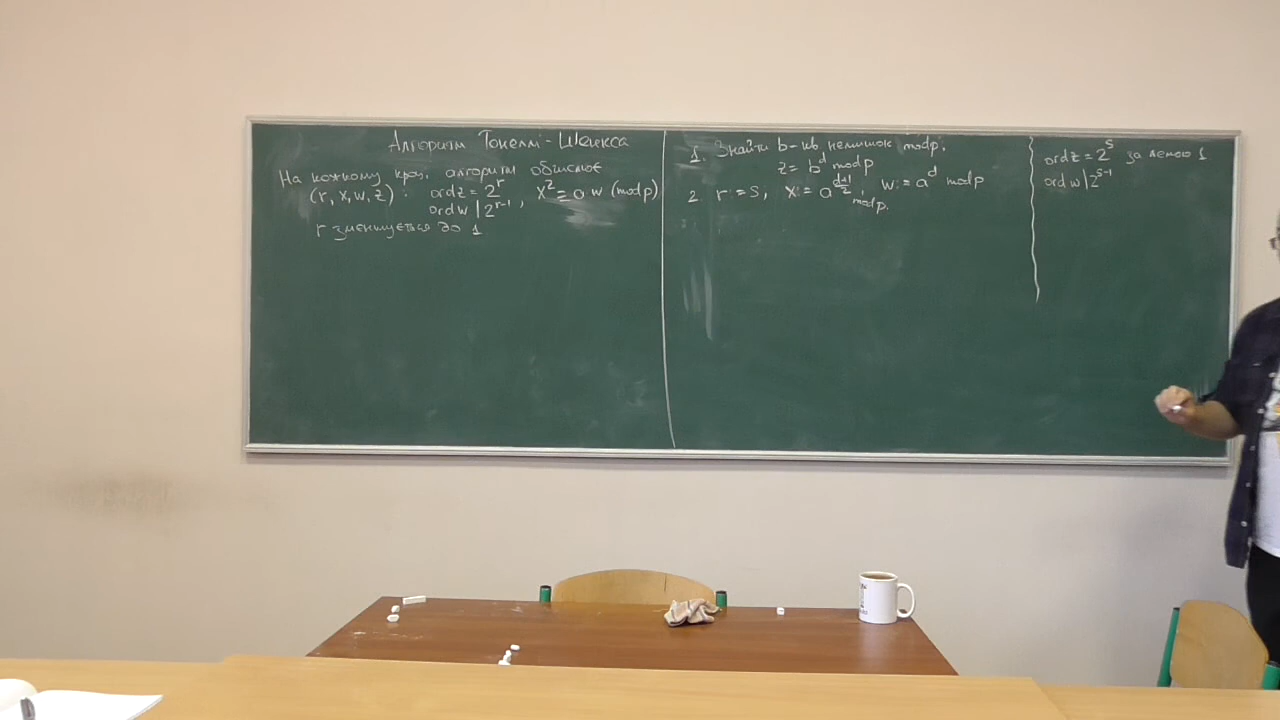 Алгоритм Тонеллі-Шенкса
На кожному кроці алгоритм обчислює
(r, x, w, z): ord z = 2^r, x^2 = a w (mod p)
ord w | 2^{r-1}
r зменшується до 1
1. Знайти b - кв. нелишок mod p.
z = b^d mod p
2. r := s, x := a^{\frac{d+1}{2}} mod p, w := a^d mod p
ord z = 2^s за лемою 1
ord w | 2^{s-1}